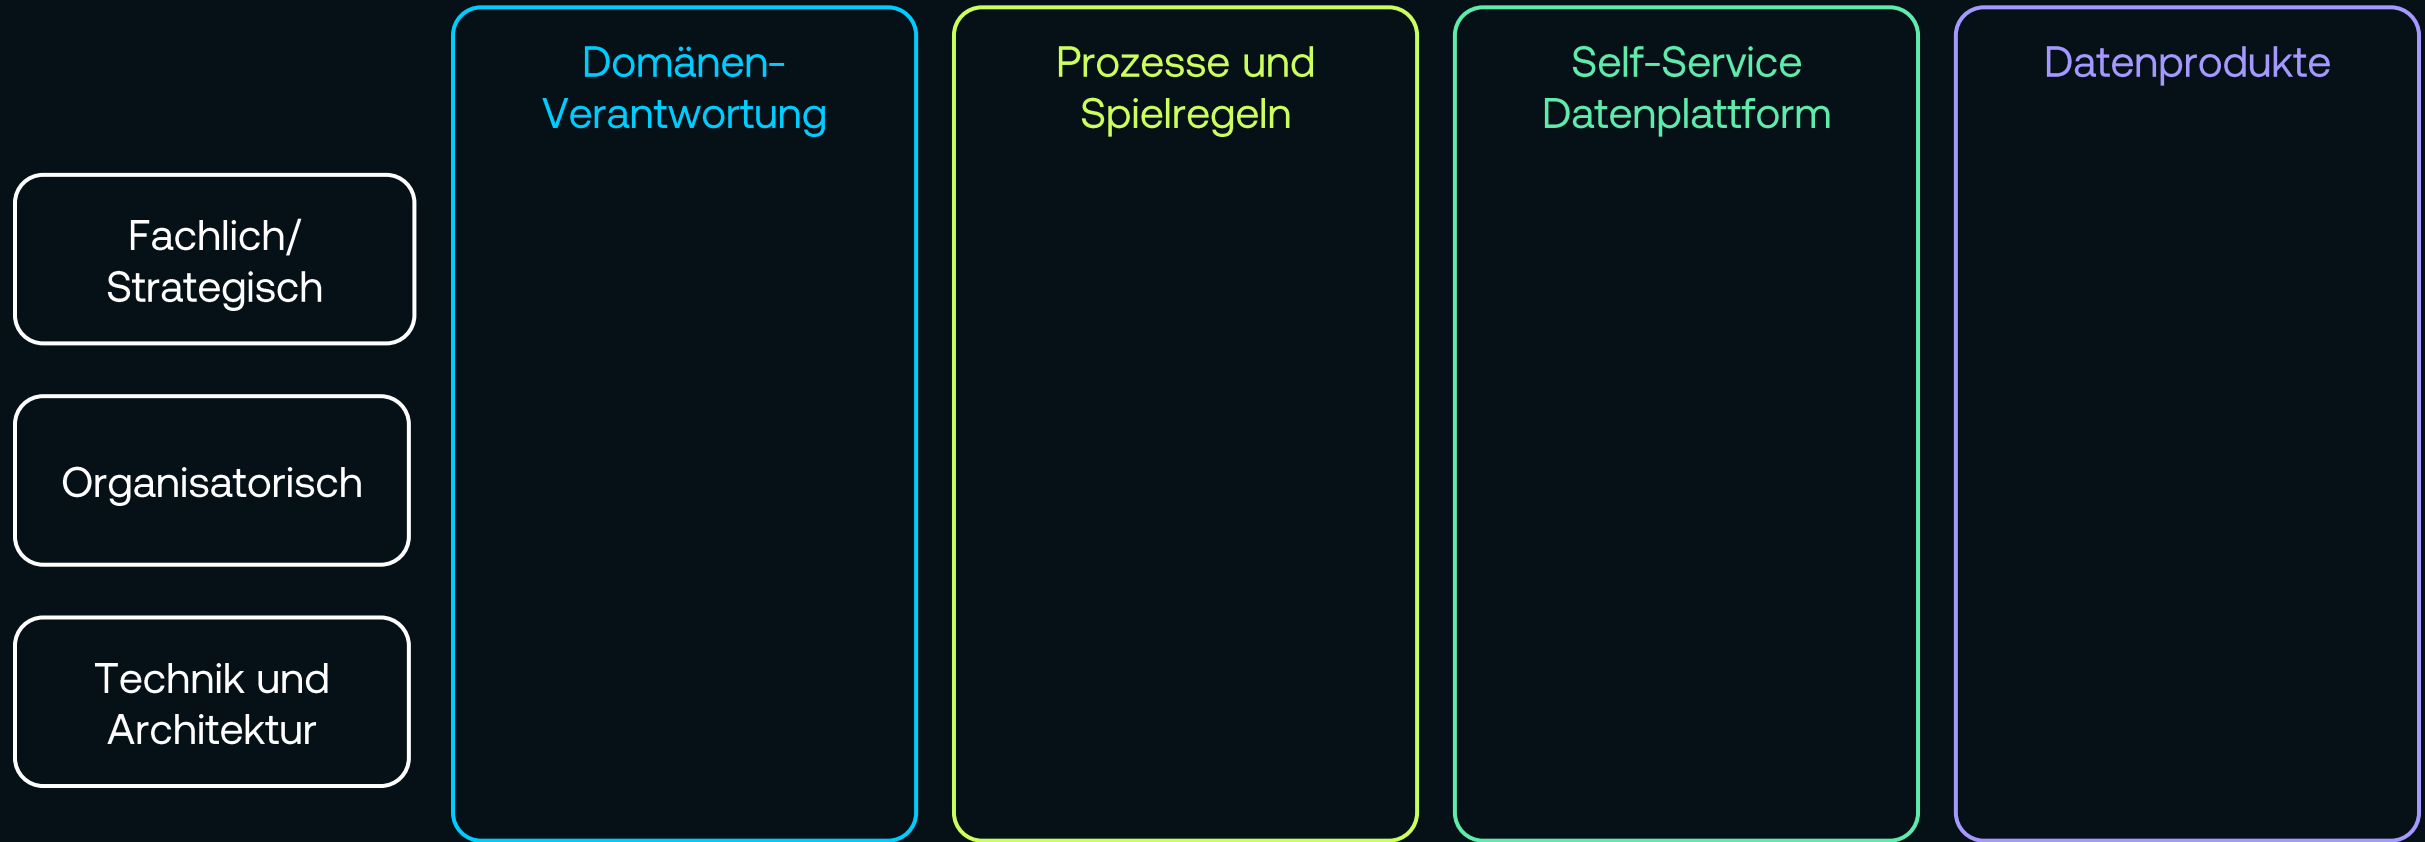 Domänen-
Verantwortung
Prozesse und
Spielregeln
Self-Service
Datenplattform
Datenprodukte
Fachlich/
Strategisch
Organisatorisch
Technik und
Architektur